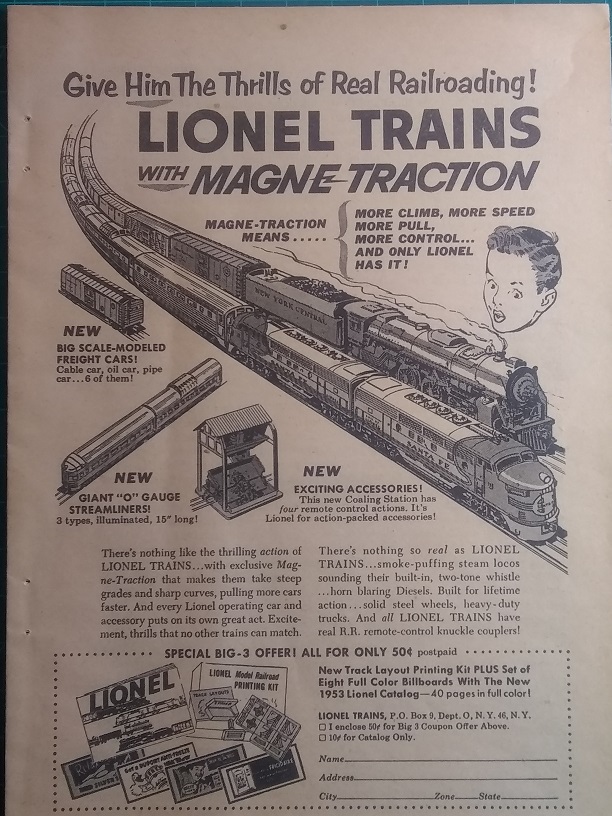 Give Him The Thrills of Real Railroading!
LIONEL TRAINS
WITH MAGNE-TRACTION
MAGNE-TRACTION
MEANS.....
MORE CLIMB, MORE SPEED
MORE PULL,
MORE CONTROL...
AND ONLY LIONEL
HAS IT!
NEW YORK CENTRAL
SANTA FE
NEW
BIG SCALE-MODELED
FREIGHT CARS!
Cable car, oil car, pipe
car...6 of them!
NEW
GIANT "O" GAUGE
STREAMLINERS!
3 types, illuminated, 15" long!
NEW
EXCITING ACCESSORIES!
This new Coaling Station has
four remote control actions. It's
Lionel for action-packed accessories!
There's nothing like the thrilling action of
LIONEL TRAINS...with exclusive Mag-
ne-Traction that makes them take steep
grades and sharp curves, pulling more cars
faster. And every Lionel operating car and
accessory puts on its own great act. Excite-
ment, thrills that no other trains can match.
There's nothing so real as LIONEL
TRAINS...smoke-puffing steam locos
sounding their built-in, two-tone whistle
...horn blaring Diesels. Built for lifetime
action...solid steel wheels, heavy-duty
trucks. And all LIONEL TRAINS have
real R.R. remote-control knuckle couplers!
SPECIAL BIG-3 OFFER! ALL FOR ONLY 50¢ postpaid
LIONEL
LIONEL Model Railroad
PRINTING KIT
TRACK LAYOUTS
FRIGIDAIRE
New Track Layout Printing Kit PLUS Set of
Eight Full Color Billboards With The New
1953 Lionel Catalog—40 pages in full color!
LIONEL TRAINS, P.O. Box 9, Dept. O, N.Y. 46, N.Y.
☐ I enclose 50¢ for Big 3 Coupon Offer Above.
☐ 10¢ for Catalog Only.
Name
Address
City Zone State